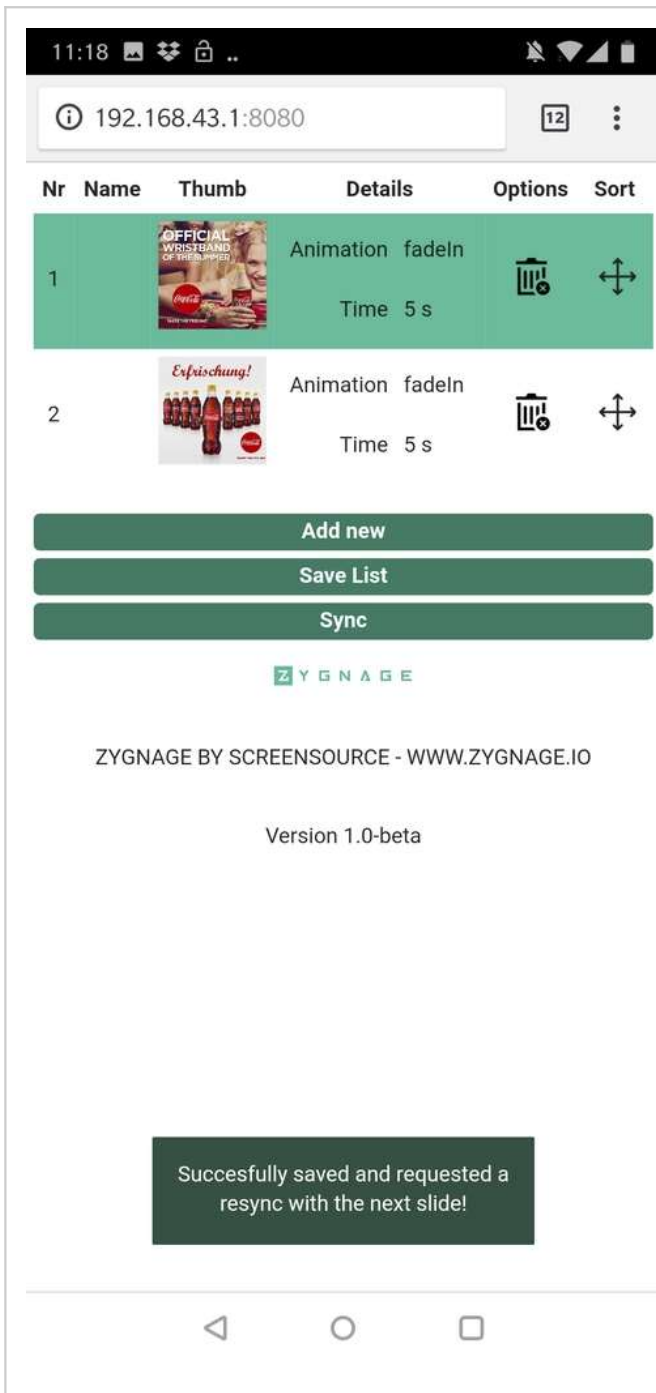 11:18
192.168.43.1:8080
12
Nr Name Thumb Details Options Sort
OFFICIAL
WRISTBAND
OF THE SUMMER
Coca-Cola
Animation fadeIn
1
Time 5 s
Erfrischung!
Animation fadeIn
2
Time 5 s
Add new
Save List
Sync
ZYGNAGE
ZYGNAGE BY SCREENSOURCE - WWW.ZYGNAGE.IO
Version 1.0-beta
Succesfully saved and requested a
resync with the next slide!